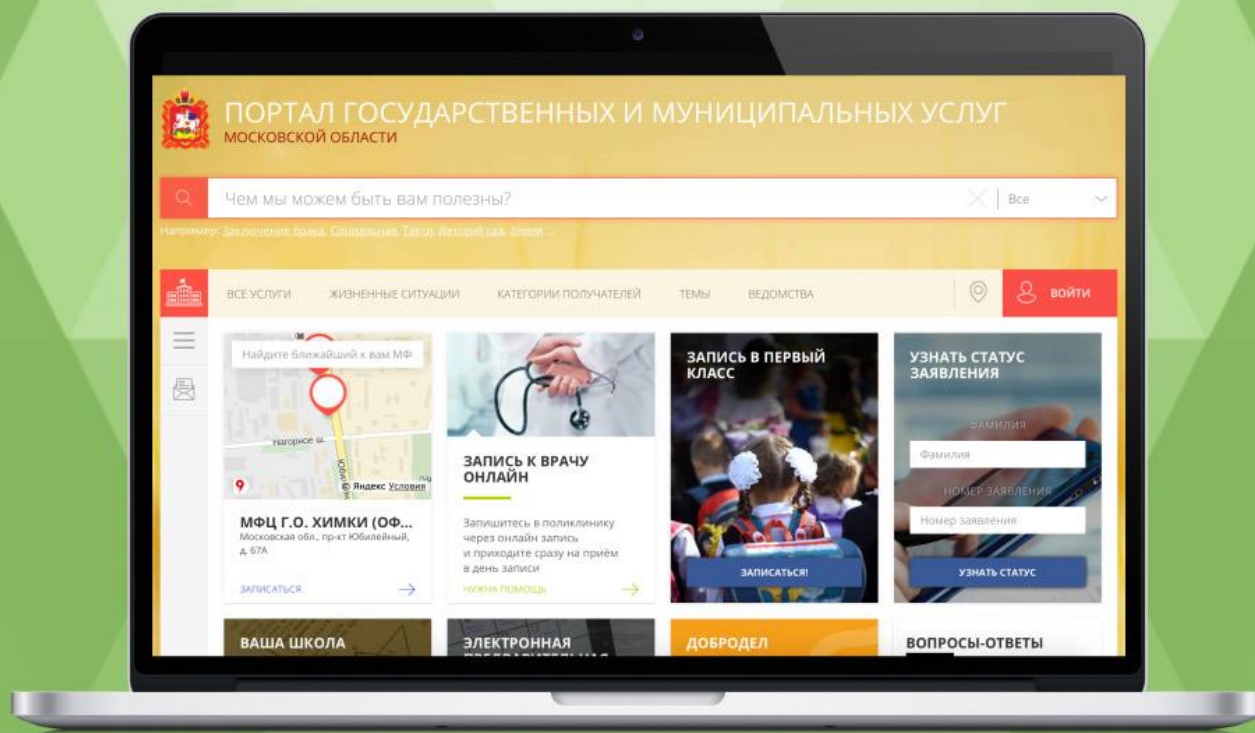 ПОРТАЛ ГОСУДАРСТВЕННЫХ И МУНИЦИПАЛЬНЫХ УСЛУГ
МОСКОВСКОЙ ОБЛАСТИ
Чем мы можем быть вам полезны?
Все
Например: Заключение брака, Социальная, Такси, Детский сад, Земля ...
ВСЕ УСЛУГИ ЖИЗНЕННЫЕ СИТУАЦИИ КАТЕГОРИИ ПОЛУЧАТЕЛЕЙ ТЕМЫ ВЕДОМСТВА
ВОЙТИ
Найдите ближайший к вам МФ
Нагорное ш.
© Яндекс Условия
МФЦ Г.О. ХИМКИ (ОФ...
Московская обл., пр-кт Юбилейный,
д. 67А
ЗАПИСАТЬСЯ
ЗАПИСЬ К ВРАЧУ
ОНЛАЙН
Запишитесь в поликлинику
через онлайн запись
и приходите сразу на приём
в день записи
НУЖНА ПОМОЩЬ
ЗАПИСЬ В ПЕРВЫЙ
КЛАСС
ЗАПИСАТЬСЯ!
УЗНАТЬ СТАТУС
ЗАЯВЛЕНИЯ
ФАМИЛИЯ
Фамилия
НОМЕР ЗАЯВЛЕНИЯ
Номер заявления
УЗНАТЬ СТАТУС
ВАША ШКОЛА
ЭЛЕКТРОННАЯ
ДОБРОДЕЛ
ВОПРОСЫ-ОТВЕТЫ